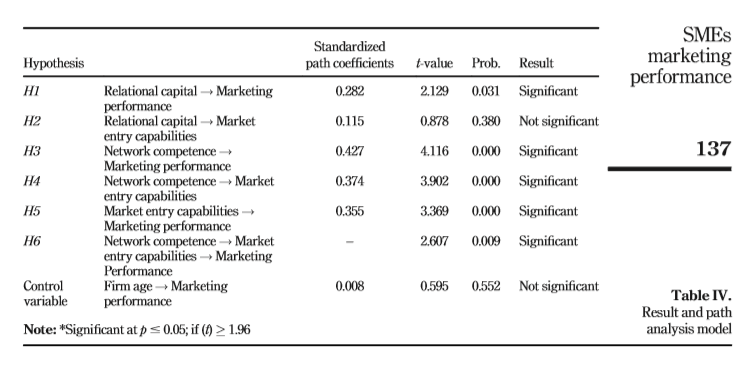 SMEs
marketing
performance
137
Hypothesis Standardized path coefficients t-value Prob. Result
H1 Relational capital → Marketing performance 0.282 2.129 0.031 Significant
H2 Relational capital → Market entry capabilities 0.115 0.878 0.380 Not significant
H3 Network competence → Marketing performance 0.427 4.116 0.000 Significant
H4 Network competence → Market entry capabilities 0.374 3.902 0.000 Significant
H5 Market entry capabilities → Marketing performance 0.355 3.369 0.000 Significant
H6 Network competence → Market entry capabilities → Marketing Performance – 2.607 0.009 Significant
Control variable Firm age → Marketing performance 0.008 0.595 0.552 Not significant
Note: *Significant at p ≤ 0.05; if (t) ≥ 1.96
Table IV.
Result and path
analysis model